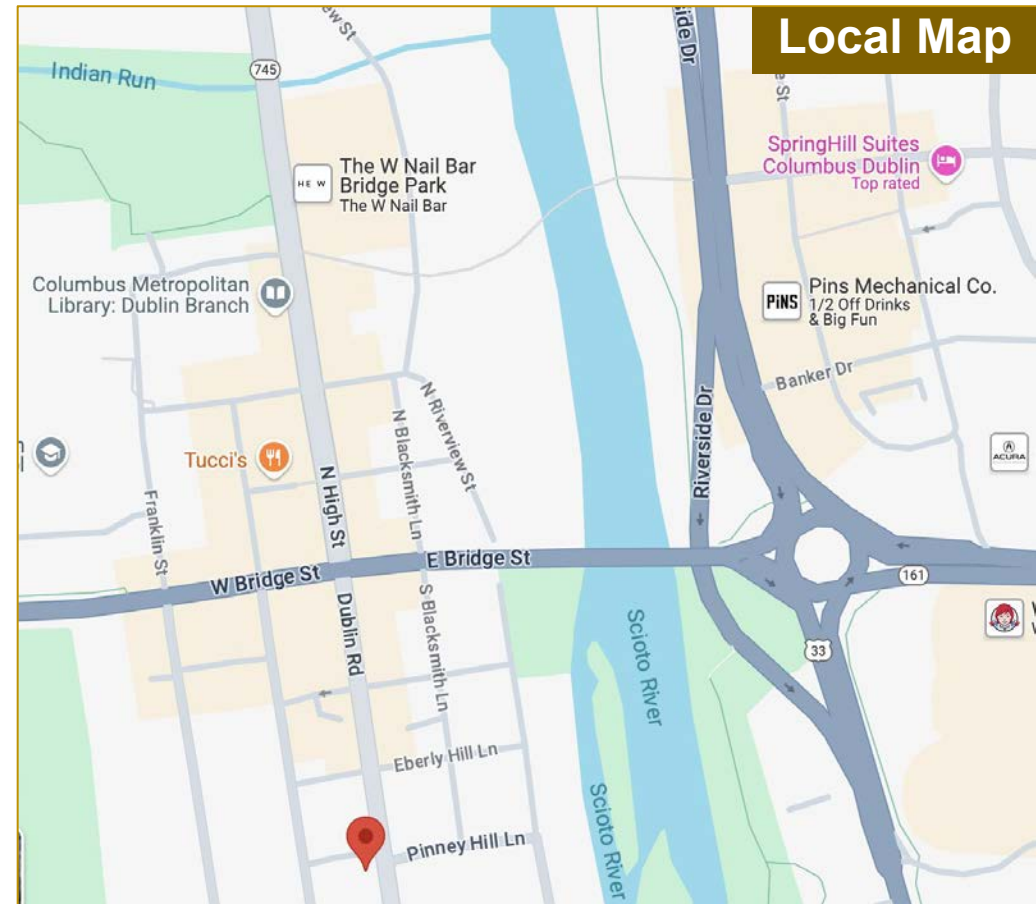 Local Map
Indian Run
745
The W Nail Bar
Bridge Park
The W Nail Bar
HE W
SpringHill Suites
Columbus Dublin
Top rated
Columbus Metropolitan
Library: Dublin Branch
PiNS
Pins Mechanical Co.
1/2 Off Drinks
& Big Fun
Banker Dr
Riverside Dr
N Riverview St
N Blacksmith Ln
Tucci's
N High St
Franklin St
ACURA
W Bridge St
E Bridge St
161
33
Dublin Rd
S Blacksmith Ln
Scioto River
Eberly Hill Ln
Scioto River
Pinney Hill Ln